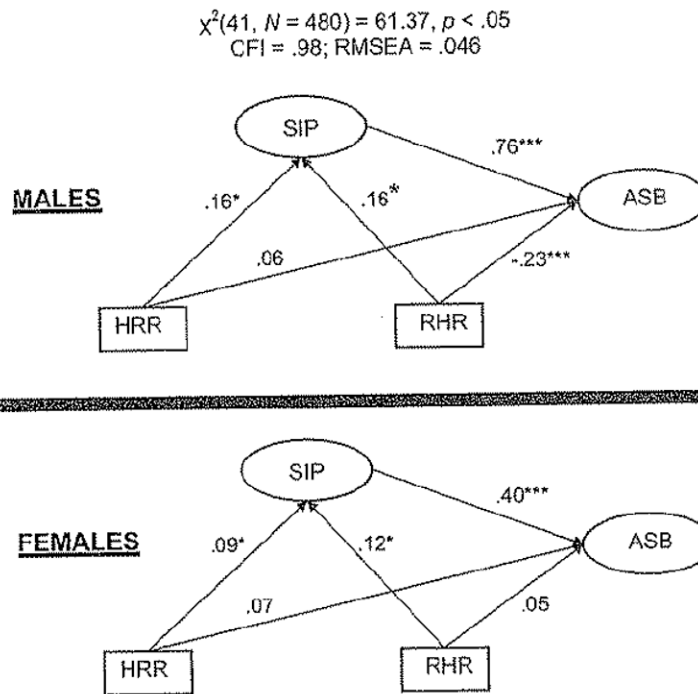 χ²(41, N = 480) = 61.37, p < .05
CFI = .98; RMSEA = .046
SIP
.76***
MALES
ASB
.16*
.16*
.06
-.23***
HRR
RHR
SIP
.40***
FEMALES
ASB
.09*
.12*
.07
.05
HRR
RHR